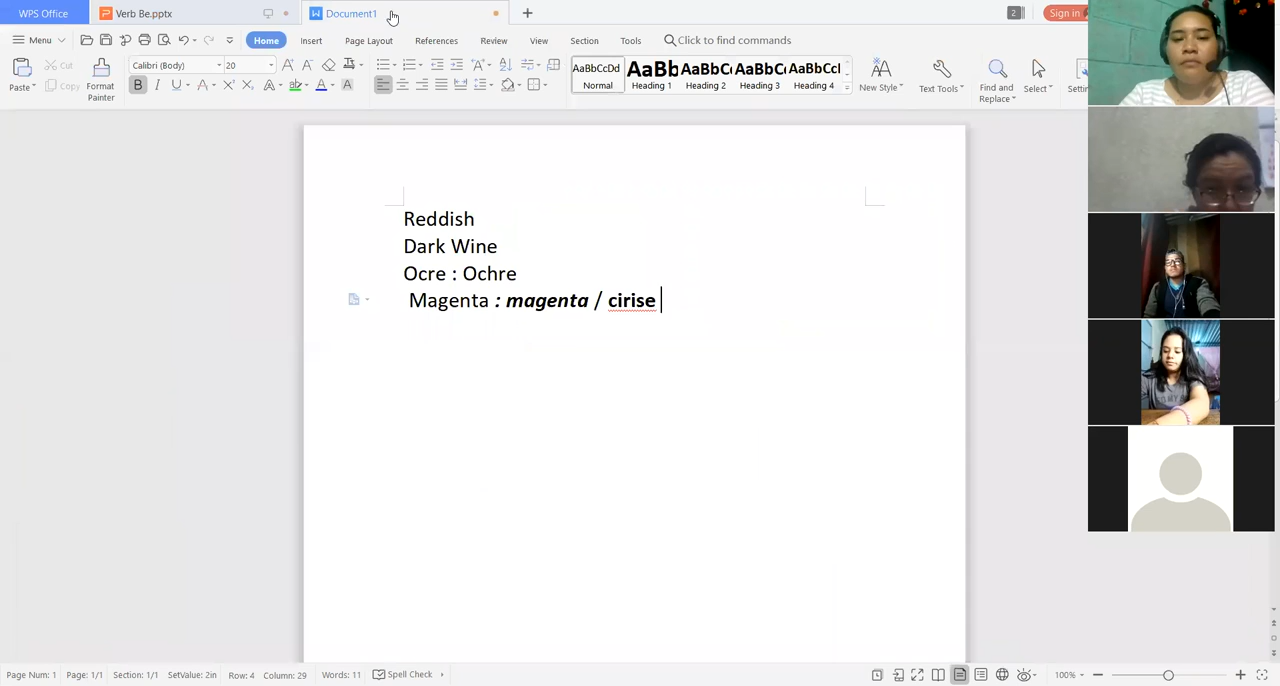 WPS Office Verb Be.pptx Document1 2 Sign in
Menu Home Insert Page Layout References Review View Section Tools Click to find commands
Paste Cut Copy Format Painter Calibri (Body) 20 AaBbCcDd Normal AaBb Heading 1 AaBbC Heading 2 AaBbC Heading 3 AaBbCcI Heading 4 New Style Text Tools Find and Replace Select
Reddish
Dark Wine
Ocre : Ochre
Magenta : magenta / cirise
Page Num: 1 Page: 1/1 Section: 1/1 SetValue: 2in Row: 4 Column: 29 Words: 11 Spell Check 100%